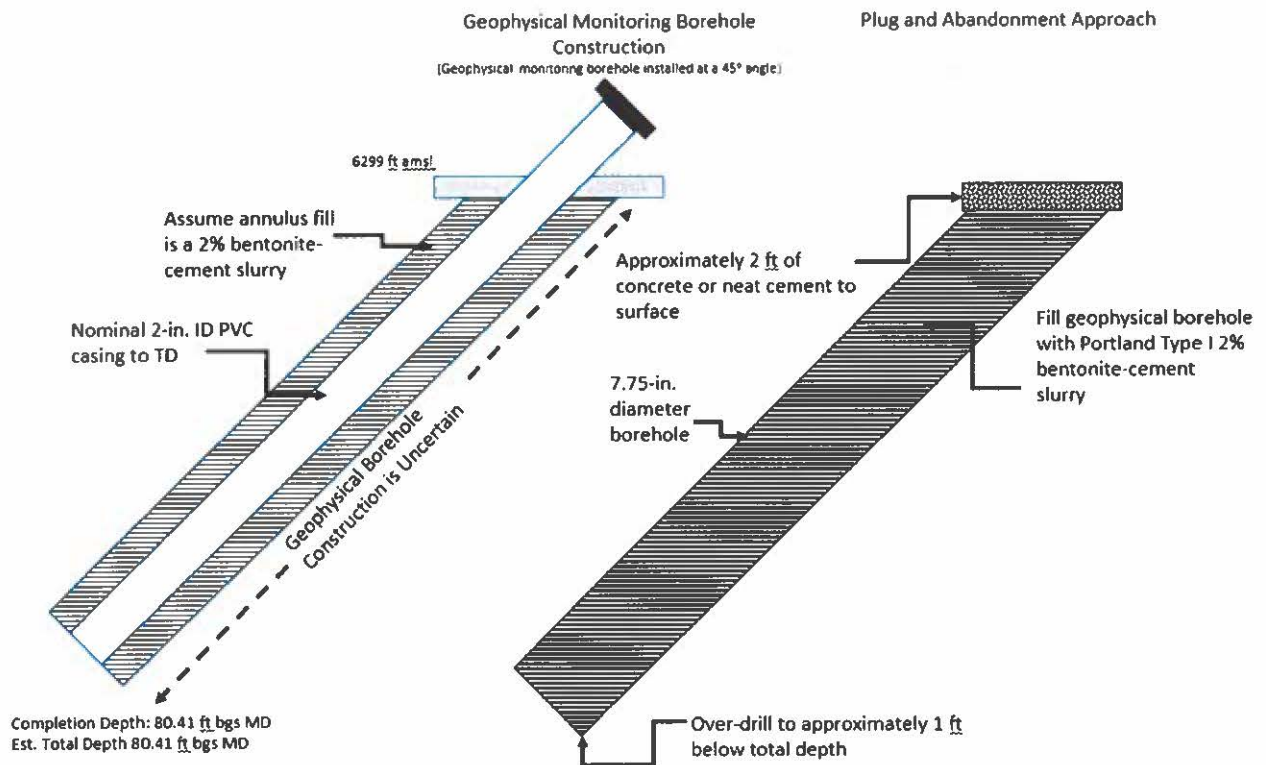 Geophysical Monitoring Borehole
Construction
(Geophysical monitoring borehole installed at a 45° angle)
Plug and Abandonment Approach
6299 ft amsl
Assume annulus fill
is a 2% bentonite-
cement slurry
Nominal 2-in. ID PVC
casing to TD
Geophysical Borehole
Construction is Uncertain
Completion Depth: 80.41 ft bgs MD
Est. Total Depth 80.41 ft bgs MD
Approximately 2 ft of
concrete or neat cement to
surface
7.75-in.
diameter
borehole
Fill geophysical borehole
with Portland Type I 2%
bentonite-cement
slurry
Over-drill to approximately 1 ft
below total depth